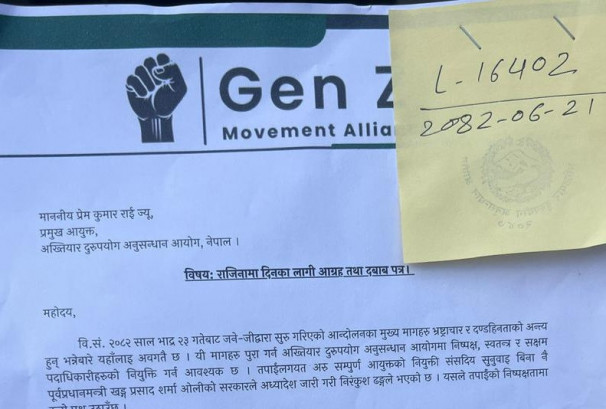 Gen Z
Movement Allia
L-16402
2082-06-21
माननीय प्रेम कुमार राई ज्यू,
प्रमुख आयुक्त,
अख्तियार दुरुपयोग अनुसन्धान आयोग, नेपाल ।
विषय: राजिनामा दिनका लागी आग्रह तथा दबाब पत्र।
महोदय,
वि.सं. २०८२ साल भाद्र २३ गतेबाट जेन-जीद्वारा सुरु गरिएको आन्दोलनका मुख्य मागहरु भ्रष्टाचार र दण्डहिनताको अन्त्य
हुन् भन्नेबारे यहाँलाइ अवगतै छ । यी मागहरु पुरा गर्न अख्तियार दुरुपयोग अनुसन्धान आयोगमा निष्पक्ष, स्वतन्त्र र सक्षम
पदाधिकारीहरुको नियुक्ति गर्न आवश्यक छ । तपाईलगयत अरु सम्पुर्ण आयुक्तको नियुक्ती संसदिय सुनुवाइ बिना नै
पूर्वप्रधानमन्त्री खड्ग प्रसाद शर्मा ओलीको सरकारले अध्यादेश जारी गरी निरंकुश ढङ्गले भएको छ । यसले तपाईको निष्पक्षतामा